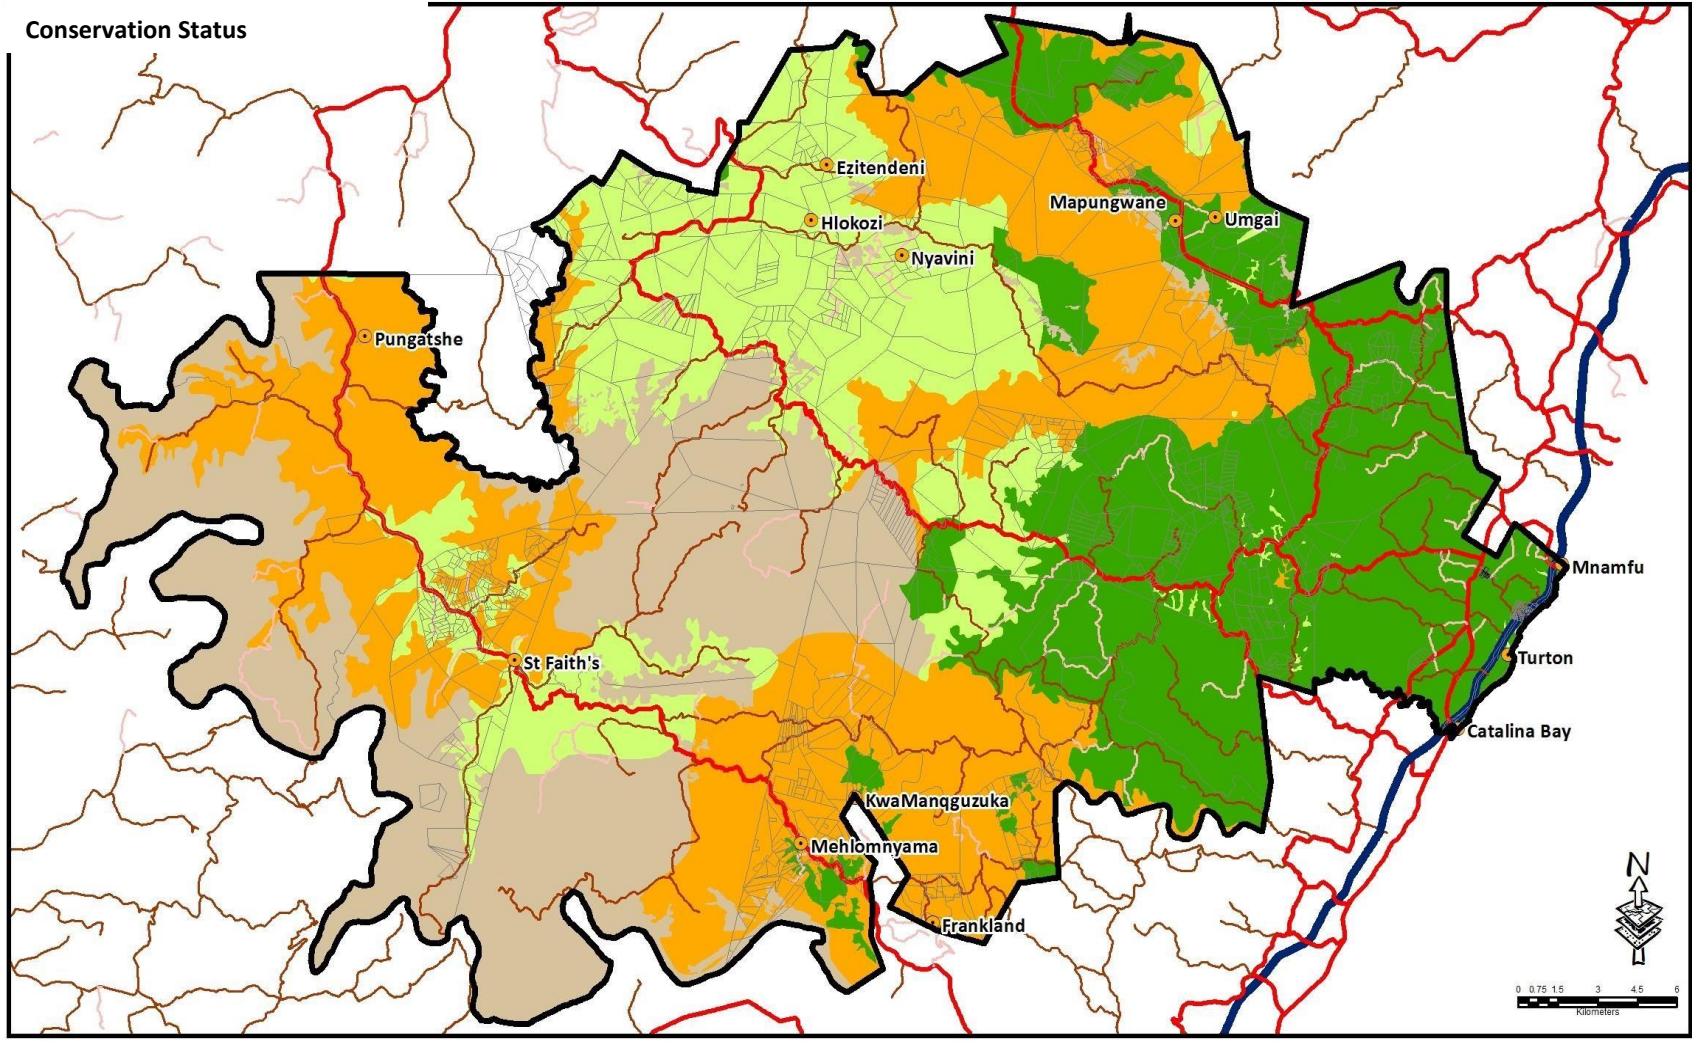 Conservation Status
Ezitendeni
Hlokozi
Mapungwane
Umgai
Nyavini
Pungatshe
Mnamfu
St Faith's
Turton
Catalina Bay
KwaManqguzuka
Mehlomnyama
Frankland
N
0 0.75 1.5 3 4.5 6
Kilometers